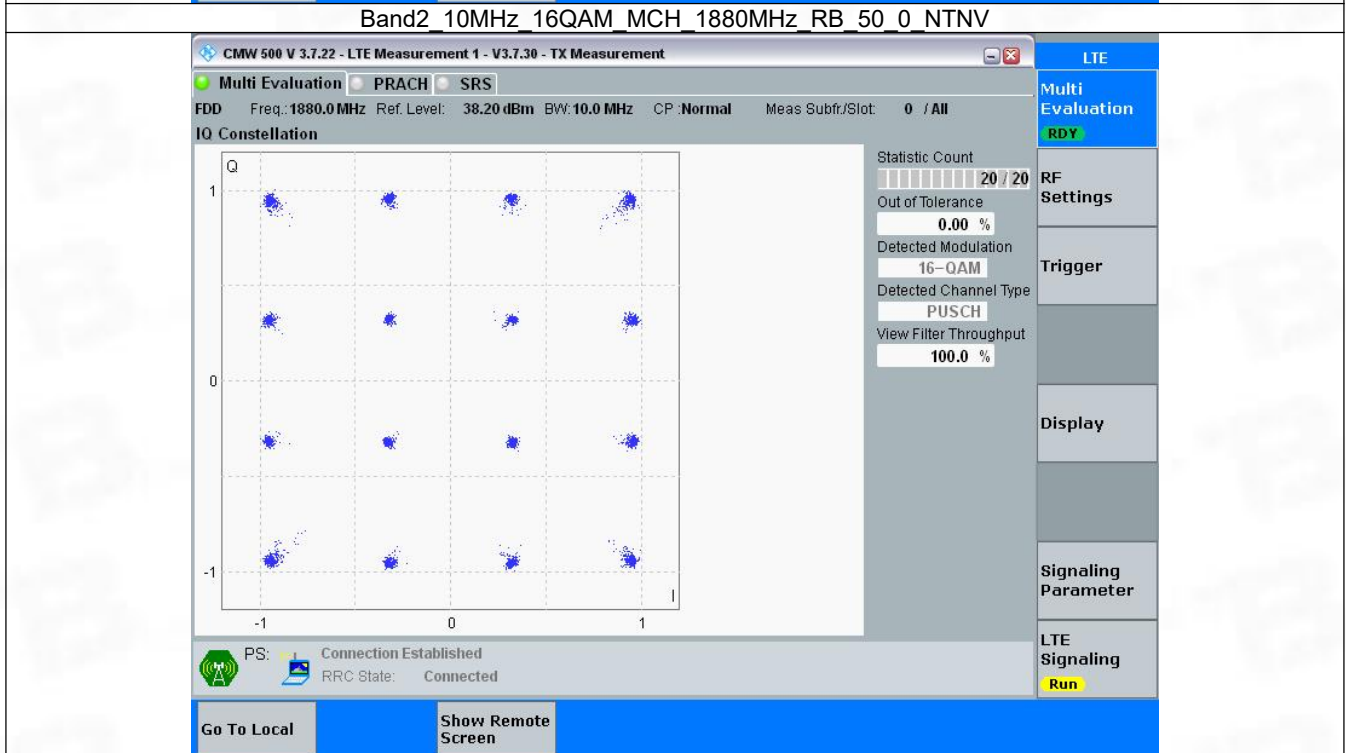 Band2_10MHz_16QAM_MCH_1880MHz_RB_50_0_NTNV
CMW 500 V 3.7.22 - LTE Measurement 1 - V3.7.30 - TX Measurement
LTE
Multi Evaluation PRACH SRS
Multi
Evaluation
RDY
FDD Freq.: 1880.0 MHz Ref. Level: 38.20 dBm BW: 10.0 MHz CP : Normal Meas Subfr./Slot: 0 / All
IQ Constellation
Q
1
0
-1
I
-1 0 1
Statistic Count
20 / 20
Out of Tolerance
0.00 %
Detected Modulation
16-QAM
Detected Channel Type
PUSCH
View Filter Throughput
100.0 %
RF
Settings
Trigger
Display
Signaling
Parameter
LTE
Signaling
Run
PS: Connection Established
RRC State: Connected
Go To Local
Show Remote
Screen